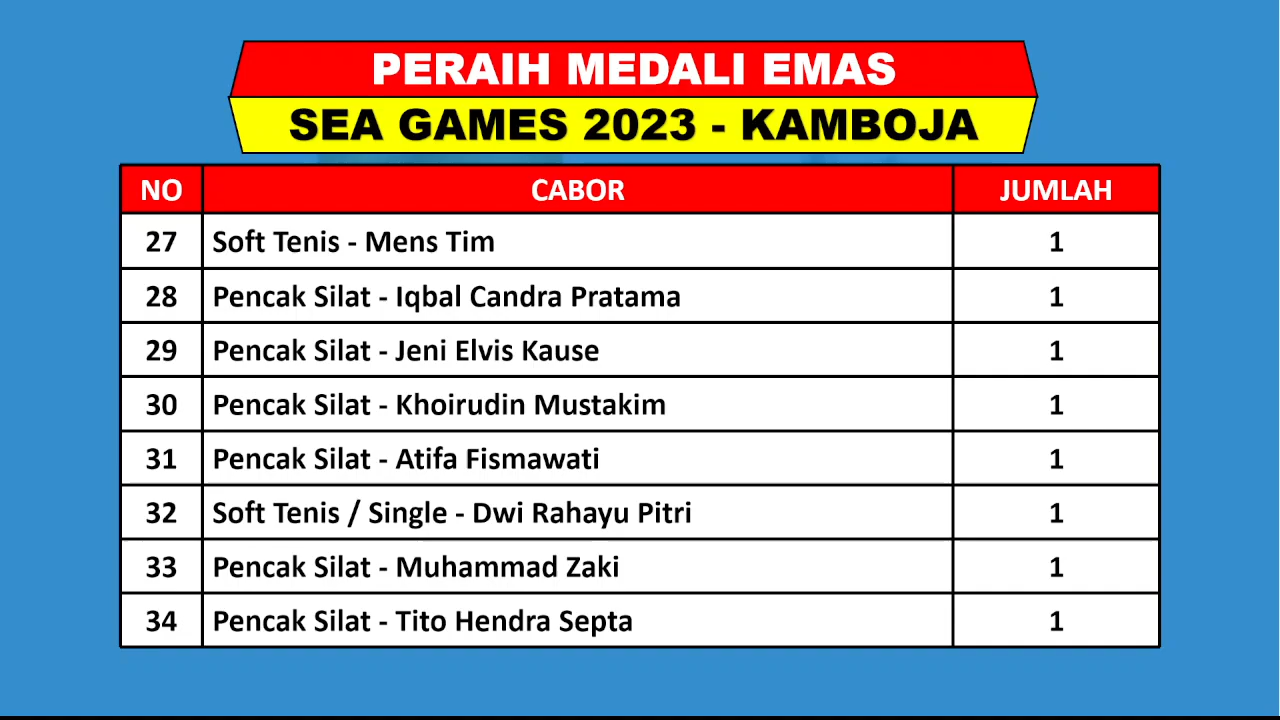 PERAIH MEDALI EMAS
SEA GAMES 2023 - KAMBOJA
NO CABOR JUMLAH
27 Soft Tenis - Mens Tim 1
28 Pencak Silat - Iqbal Candra Pratama 1
29 Pencak Silat - Jeni Elvis Kause 1
30 Pencak Silat - Khoirudin Mustakim 1
31 Pencak Silat - Atifa Fismawati 1
32 Soft Tenis / Single - Dwi Rahayu Pitri 1
33 Pencak Silat - Muhammad Zaki 1
34 Pencak Silat - Tito Hendra Septa 1